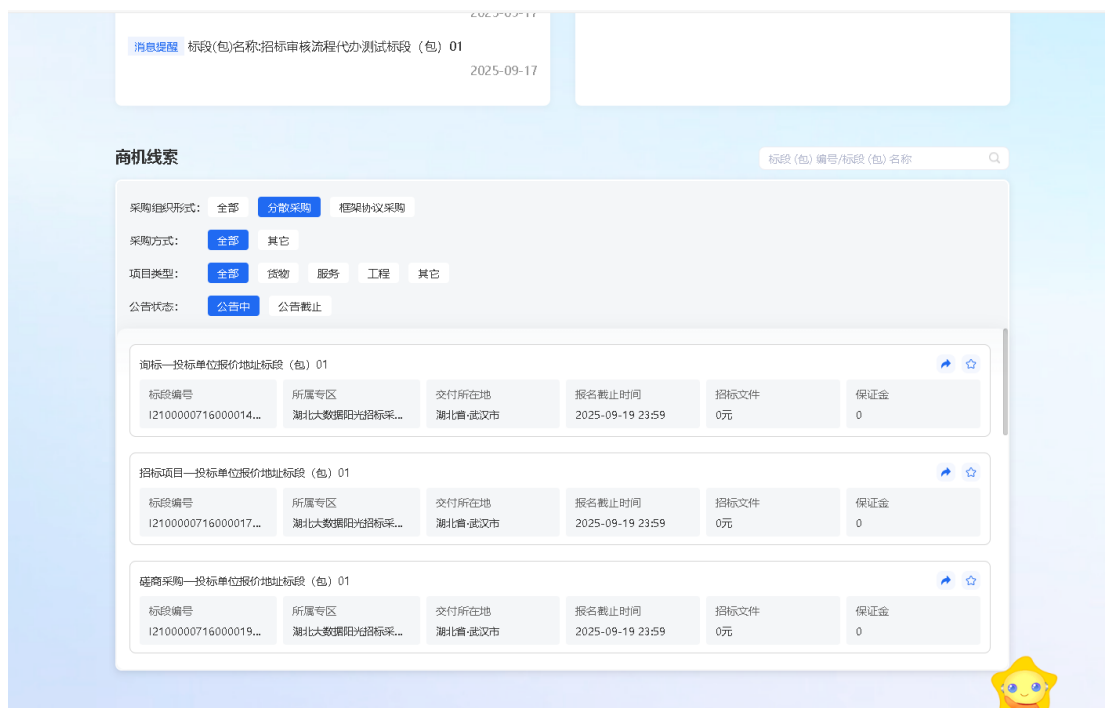 2025-09-17
消息提醒 标段(包)名称:招标审核流程代办测试标段（包）01
2025-09-17
商机线索
标段 (包) 编号/标段 (包) 名称
采购组织形式: 全部 分散采购 框架协议采购
采购方式: 全部 其它
项目类型: 全部 货物 服务 工程 其它
公告状态: 公告中 公告截止
询标—投标单位报价地址标段（包）01
标段编号 所属专区 交付所在地 报名截止时间 招标文件 保证金
I2100000716000014... 湖北大数据阳光招标采... 湖北省·武汉市 2025-09-19 23:59 0元 0
招标项目—投标单位报价地址标段（包）01
标段编号 所属专区 交付所在地 报名截止时间 招标文件 保证金
I2100000716000017... 湖北大数据阳光招标采... 湖北省·武汉市 2025-09-19 23:59 0元 0
磋商采购—投标单位报价地址标段（包）01
标段编号 所属专区 交付所在地 报名截止时间 招标文件 保证金
I2100000716000019... 湖北大数据阳光招标采... 湖北省·武汉市 2025-09-19 23:59 0元 0